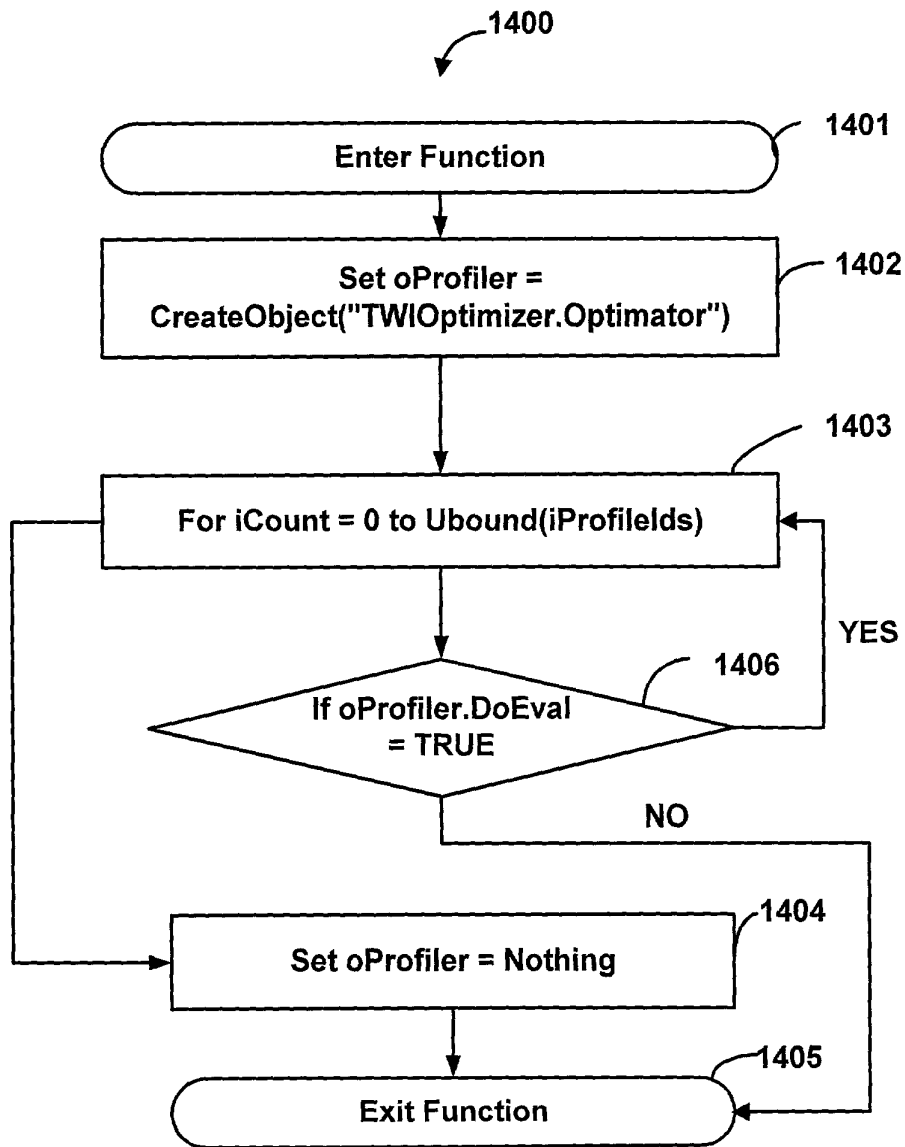 1400
1401
Enter Function
1402
Set oProfiler =
CreateObject("TWIOptimizer.Optimator")
1403
For iCount = 0 to Ubound(iProfileIds)
YES
1406
If oProfiler.DoEval
= TRUE
NO
1404
Set oProfiler = Nothing
1405
Exit Function